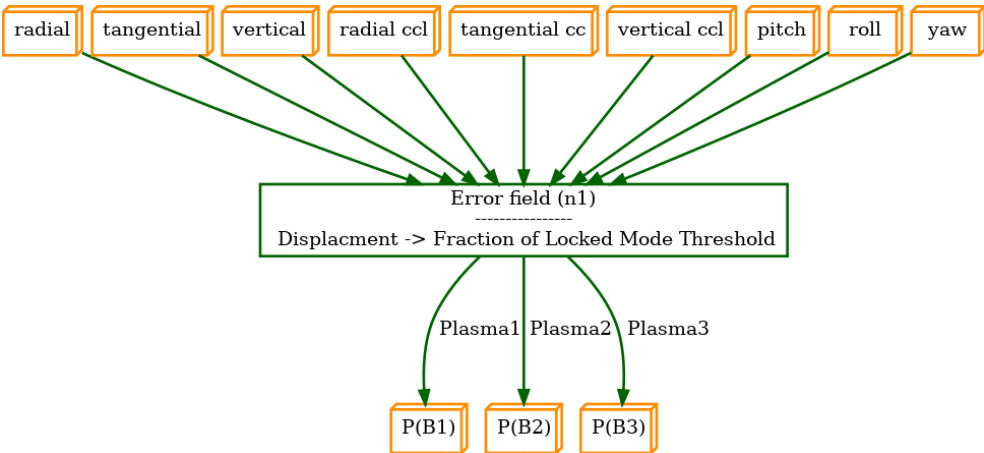 radial
tangential
vertical
radial ccl
tangential cc
vertical ccl
pitch
roll
yaw
Error field (n1)
----------------
Displacment -> Fraction of Locked Mode Threshold
Plasma1
Plasma2
Plasma3
P(B1)
P(B2)
P(B3)